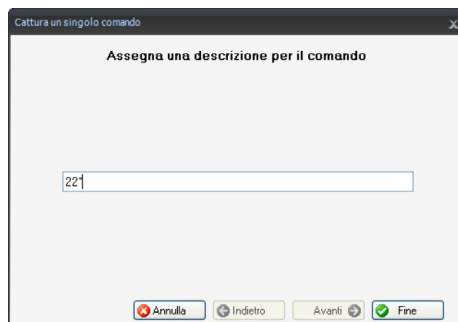 Cattura un singolo comando
Assegna una descrizione per il comando
22°
Annulla Indietro Avanti Fine